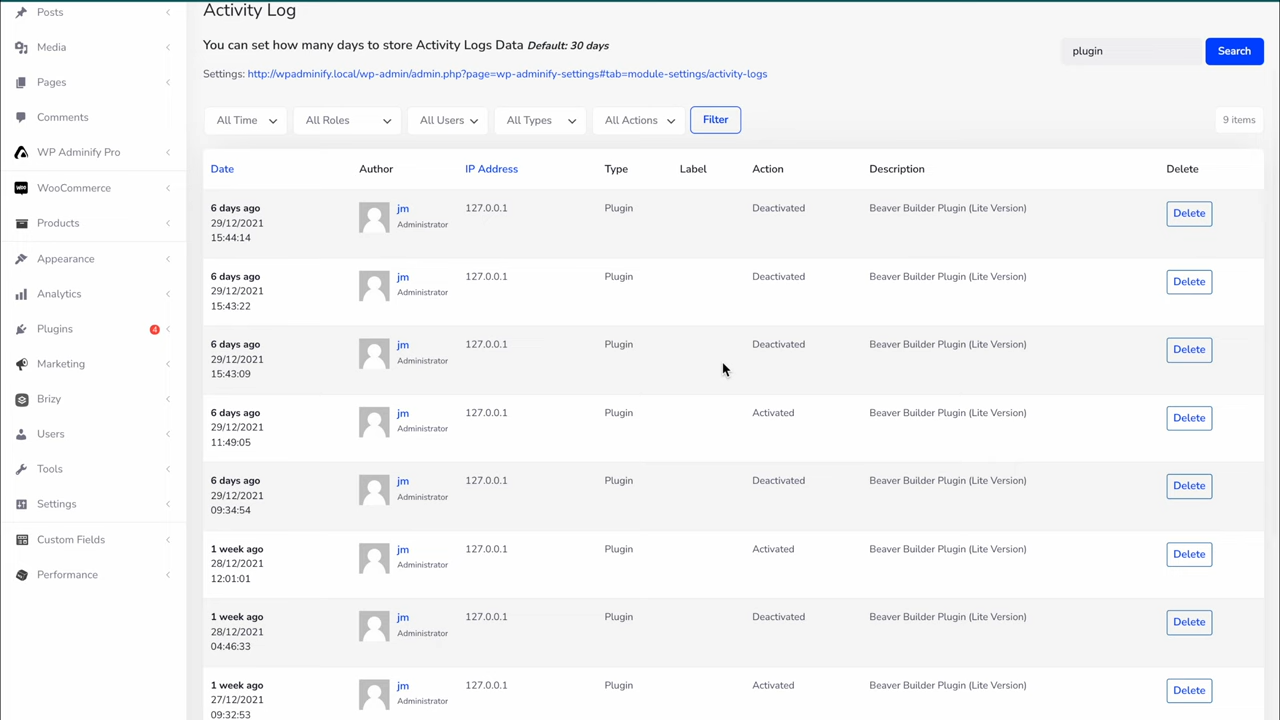 Activity Log
You can set how many days to store Activity Logs Data Default: 30 days
Settings: http://wpadminify.local/wp-admin/admin.php?page=wp-adminify-settings#tab=module-settings/activity-logs
plugin
Search
All Time
All Roles
All Users
All Types
All Actions
Filter
9 items
Posts
Media
Pages
Comments
WP Adminify Pro
WooCommerce
Products
Appearance
Analytics
Plugins 4
Marketing
Brizy
Users
Tools
Settings
Custom Fields
Performance
Date Author IP Address Type Label Action Description Delete
6 days ago jm 127.0.0.1 Plugin Deactivated Beaver Builder Plugin (Lite Version) Delete
29/12/2021 Administrator
15:44:14
6 days ago jm 127.0.0.1 Plugin Deactivated Beaver Builder Plugin (Lite Version) Delete
29/12/2021 Administrator
15:43:22
6 days ago jm 127.0.0.1 Plugin Deactivated Beaver Builder Plugin (Lite Version) Delete
29/12/2021 Administrator
15:43:09
6 days ago jm 127.0.0.1 Plugin Activated Beaver Builder Plugin (Lite Version) Delete
29/12/2021 Administrator
11:49:05
6 days ago jm 127.0.0.1 Plugin Deactivated Beaver Builder Plugin (Lite Version) Delete
29/12/2021 Administrator
09:34:54
1 week ago jm 127.0.0.1 Plugin Activated Beaver Builder Plugin (Lite Version) Delete
28/12/2021 Administrator
12:01:01
1 week ago jm 127.0.0.1 Plugin Deactivated Beaver Builder Plugin (Lite Version) Delete
28/12/2021 Administrator
04:46:33
1 week ago jm 127.0.0.1 Plugin Activated Beaver Builder Plugin (Lite Version) Delete
27/12/2021 Administrator
09:32:53